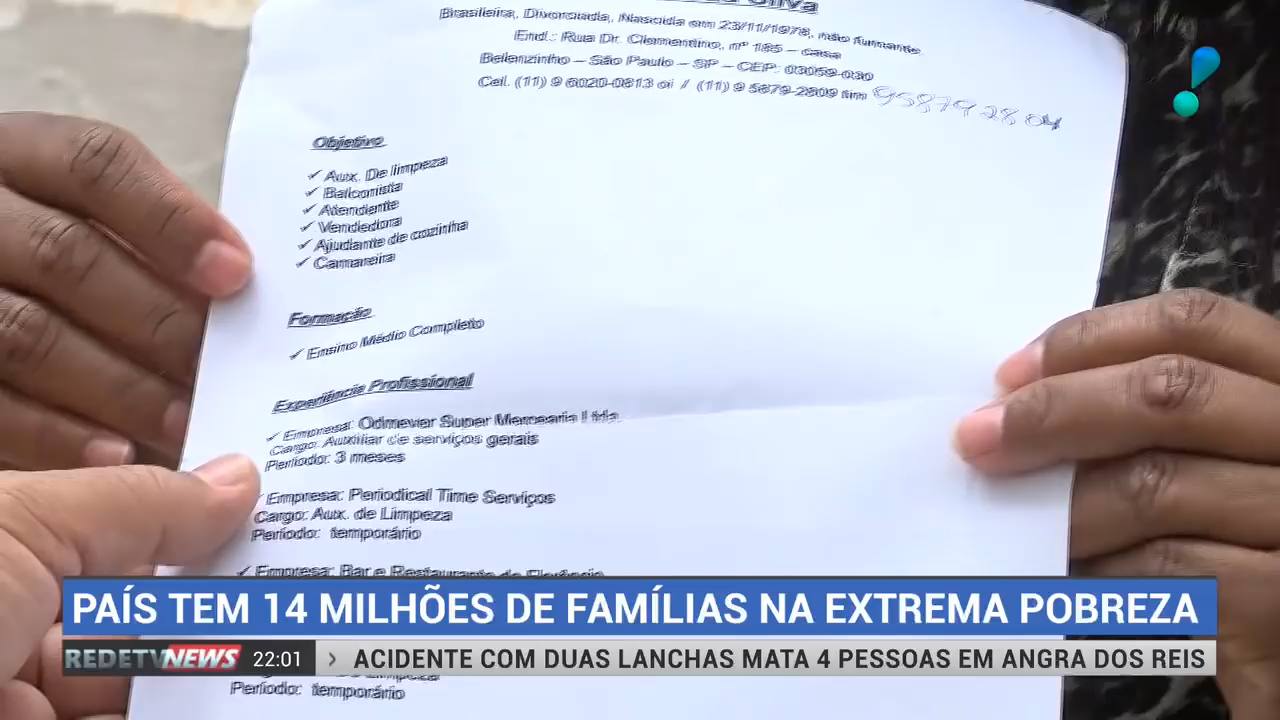 Silva
Brasileira, Divorciada, Nascida em 23/11/1978, não fumante
End.: Rua Dr. Clementino, nº 185 – casa
Belenzinho – São Paulo – SP – CEP: 03059-030
Cel. (11) 9 6020-0813 oi / (11) 9 5879-2809 tim 958792804
Objetivo
✓ Aux. De limpeza
✓ Balconista
✓ Atendente
✓ Vendedora
✓ Ajudante de cozinha
✓ Camareira
Formação
✓ Ensino Médio Completo
Experiência Profissional
✓ Empresa: Odmever Super Mercearia Ltda.
Cargo: Auxiliar de serviços gerais
Período: 3 meses
✓ Empresa: Periodical Time Serviços
Cargo: Aux. de Limpeza
Período: temporário
✓ Empresa: Bar e Restaurante do Florêncio
PAÍS TEM 14 MILHÕES DE FAMÍLIAS NA EXTREMA POBREZA
REDETV NEWS 22:01 › ACIDENTE COM DUAS LANCHAS MATA 4 PESSOAS EM ANGRA DOS REIS
Período: temporário